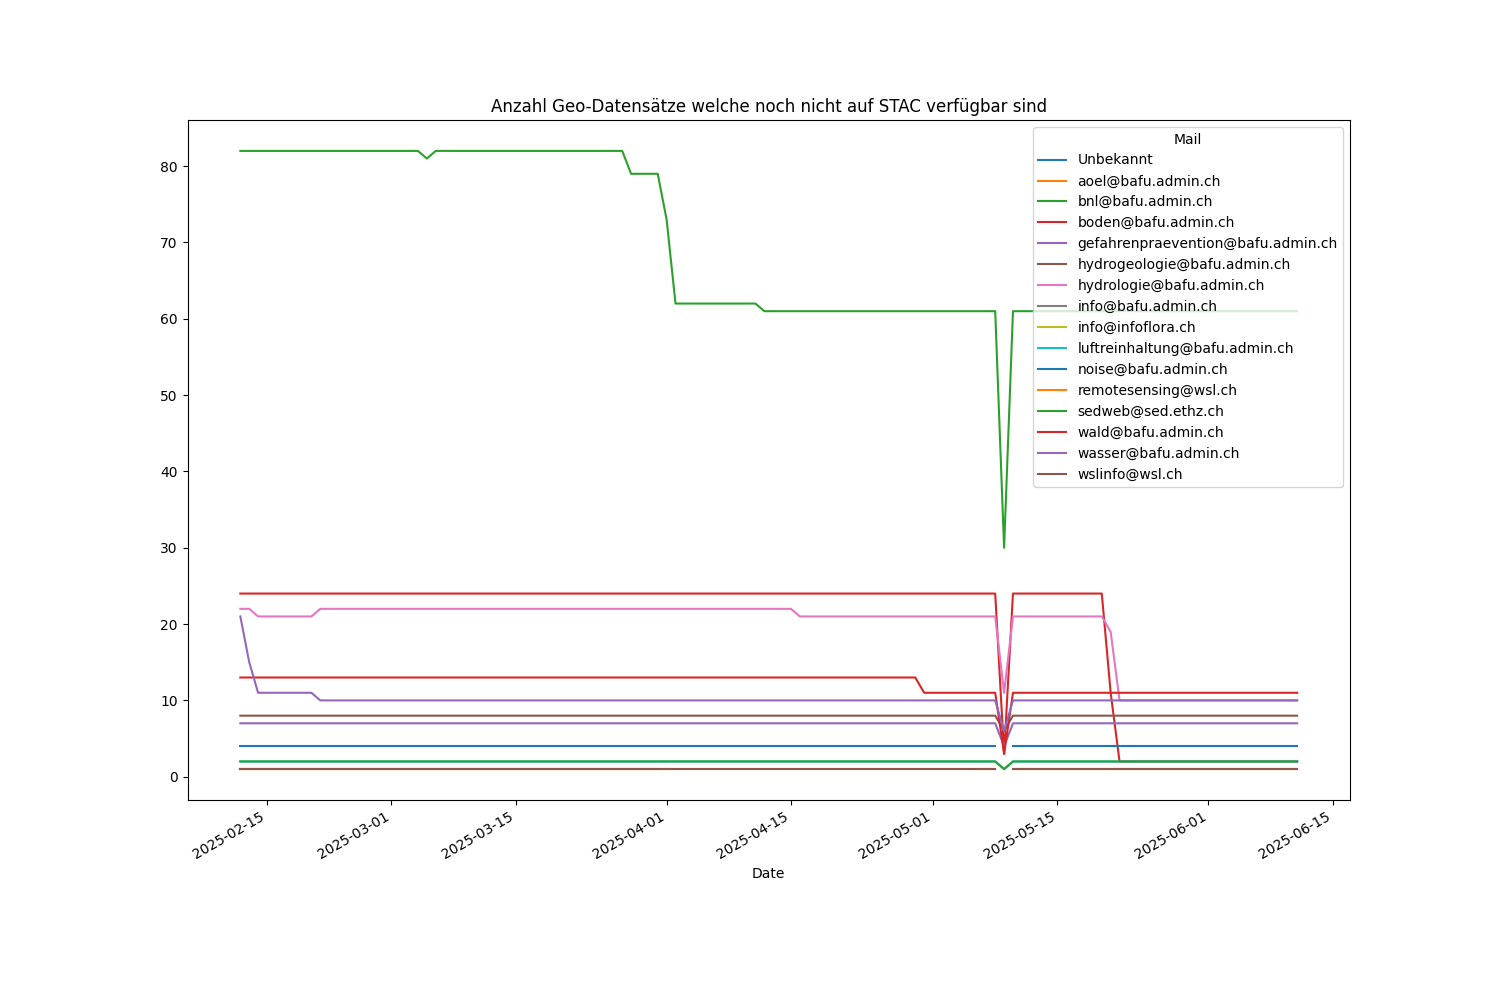 Anzahl Geo-Datensätze welche noch nicht auf STAC verfügbar sind
Mail
Unbekannt
aoel@bafu.admin.ch
bnl@bafu.admin.ch
boden@bafu.admin.ch
gefahrenpraevention@bafu.admin.ch
hydrogeologie@bafu.admin.ch
hydrologie@bafu.admin.ch
info@bafu.admin.ch
info@infoflora.ch
luftreinhaltung@bafu.admin.ch
noise@bafu.admin.ch
remotesensing@wsl.ch
sedweb@sed.ethz.ch
wald@bafu.admin.ch
wasser@bafu.admin.ch
wslinfo@wsl.ch
80
70
60
50
40
30
20
10
0
2025-02-15
2025-03-01
2025-03-15
2025-04-01
2025-04-15
2025-05-01
2025-05-15
2025-06-01
2025-06-15
Date